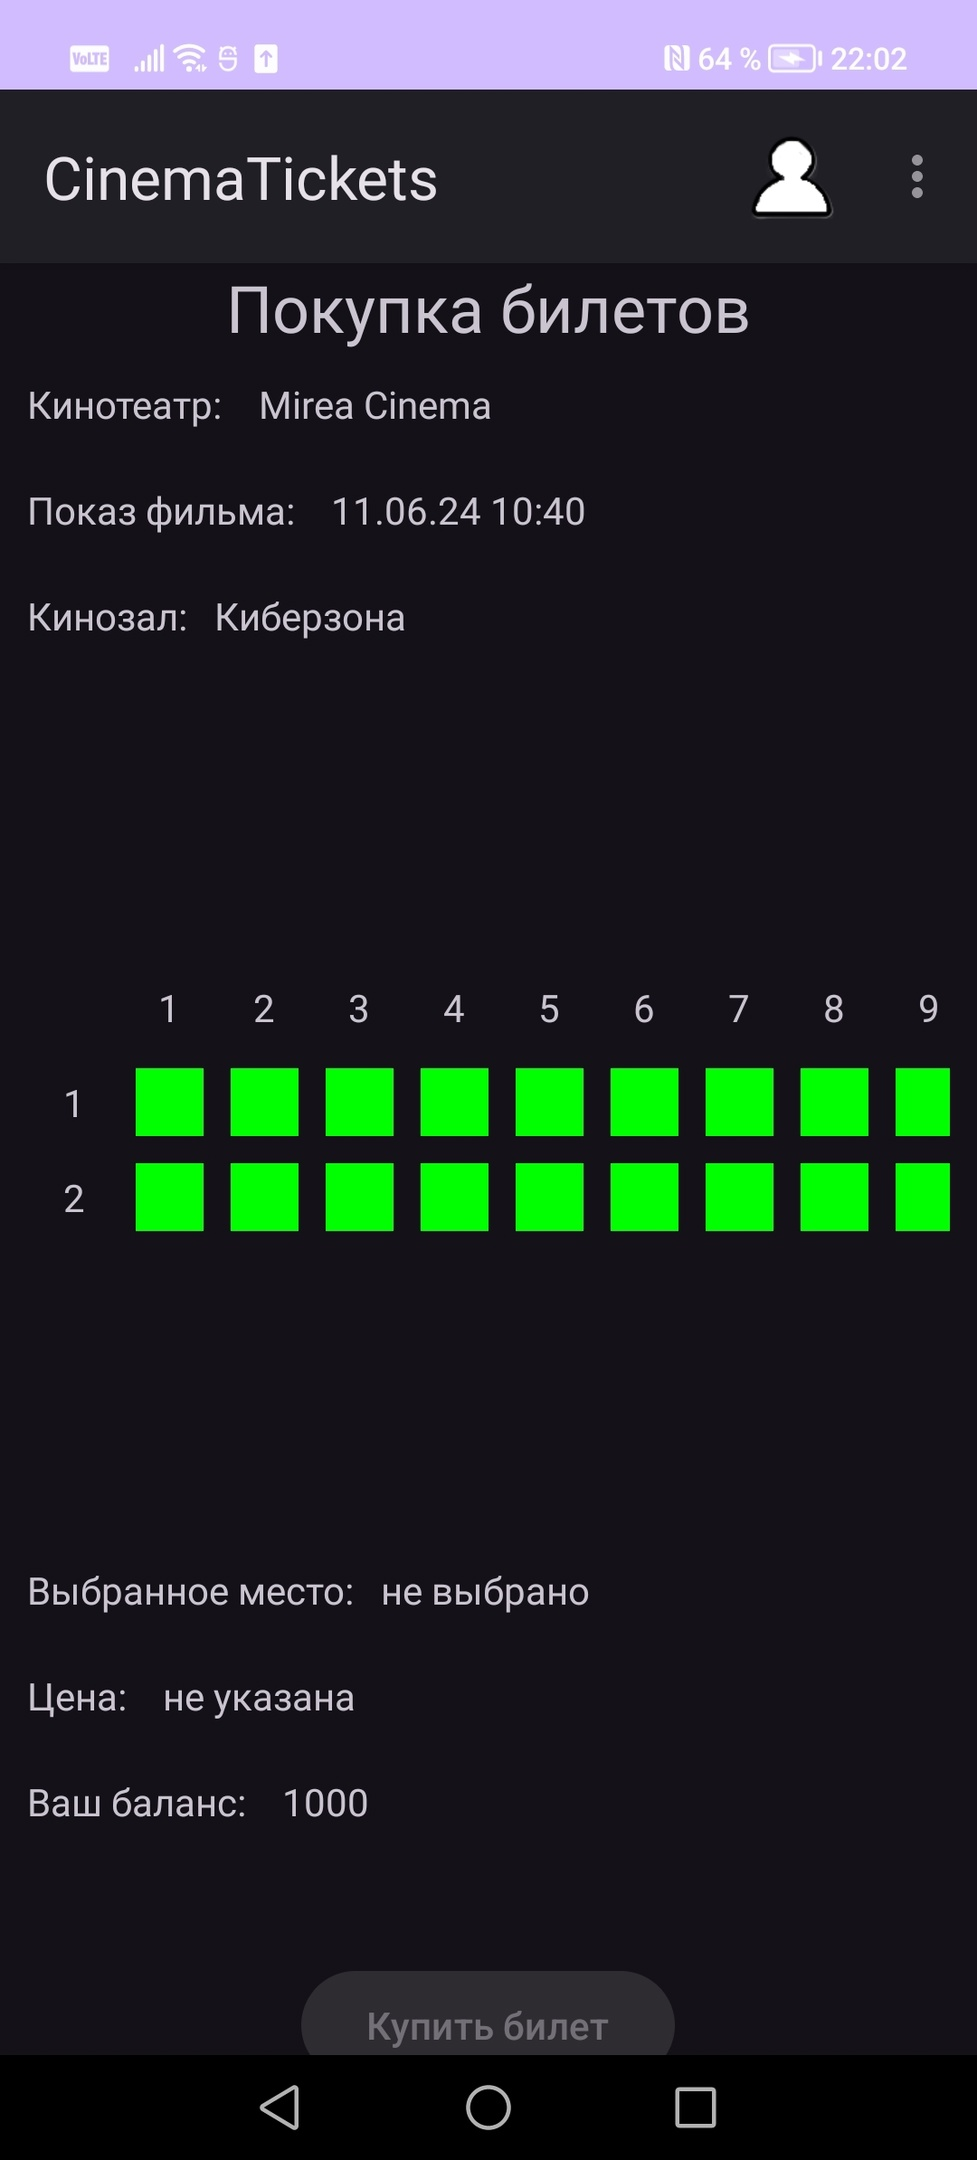 VoLTE 64 % 22:02
CinemaTickets
Покупка билетов
Кинотеатр: Mirea Cinema
Показ фильма: 11.06.24 10:40
Кинозал: Киберзона
1 2 3 4 5 6 7 8 9
1
2
Выбранное место: не выбрано
Цена: не указана
Ваш баланс: 1000
Купить билет